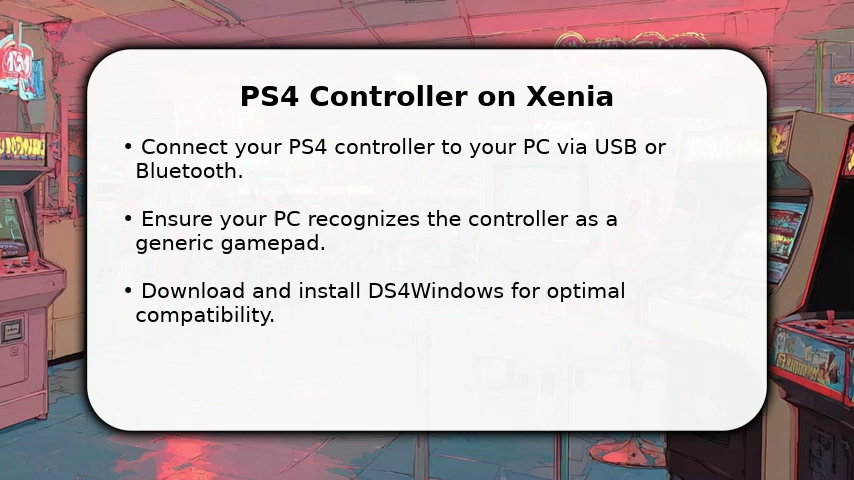 PS4 Controller on Xenia
• Connect your PS4 controller to your PC via USB or
Bluetooth.
• Ensure your PC recognizes the controller as a
generic gamepad.
• Download and install DS4Windows for optimal
compatibility.